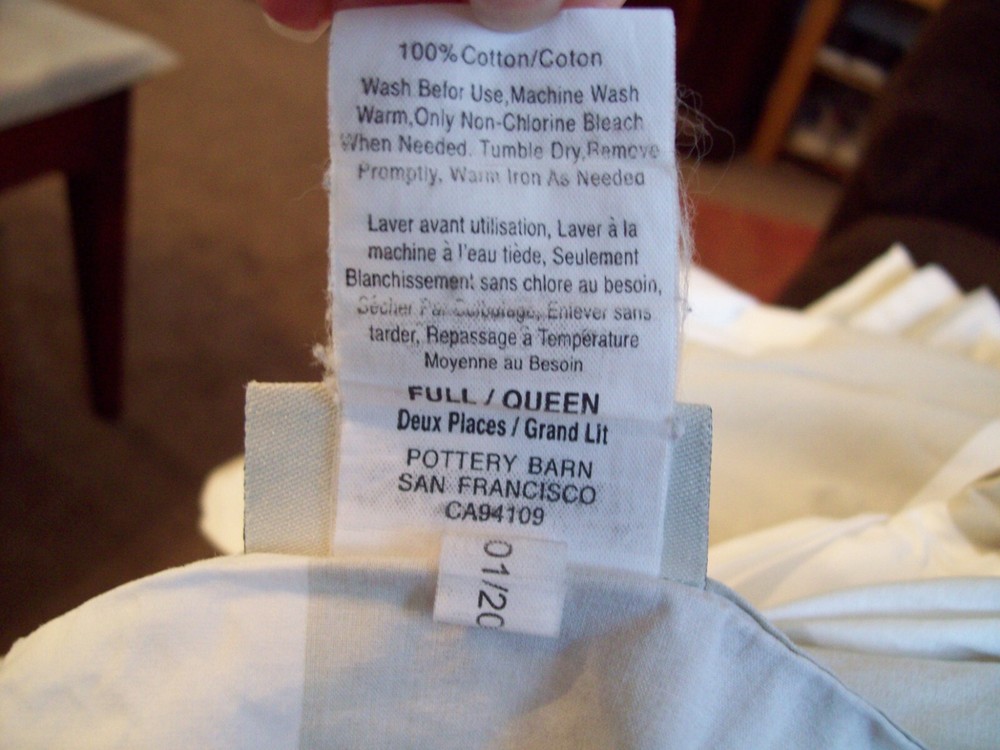 100% Cotton/Coton
Wash Befor Use,Machine Wash
Warm,Only Non-Chlorine Bleach
When Needed. Tumble Dry,Remove
Promptly, Warm Iron As Needed
Laver avant utilisation, Laver à la
machine à l'eau tiède, Seulement
Blanchissement sans chlore au besoin,
Sécher Par Culbutage, Enlever sans
tarder, Repassage à Température
Moyenne au Besoin
FULL / QUEEN
Deux Places / Grand Lit
POTTERY BARN
SAN FRANCISCO
CA94109
01/20